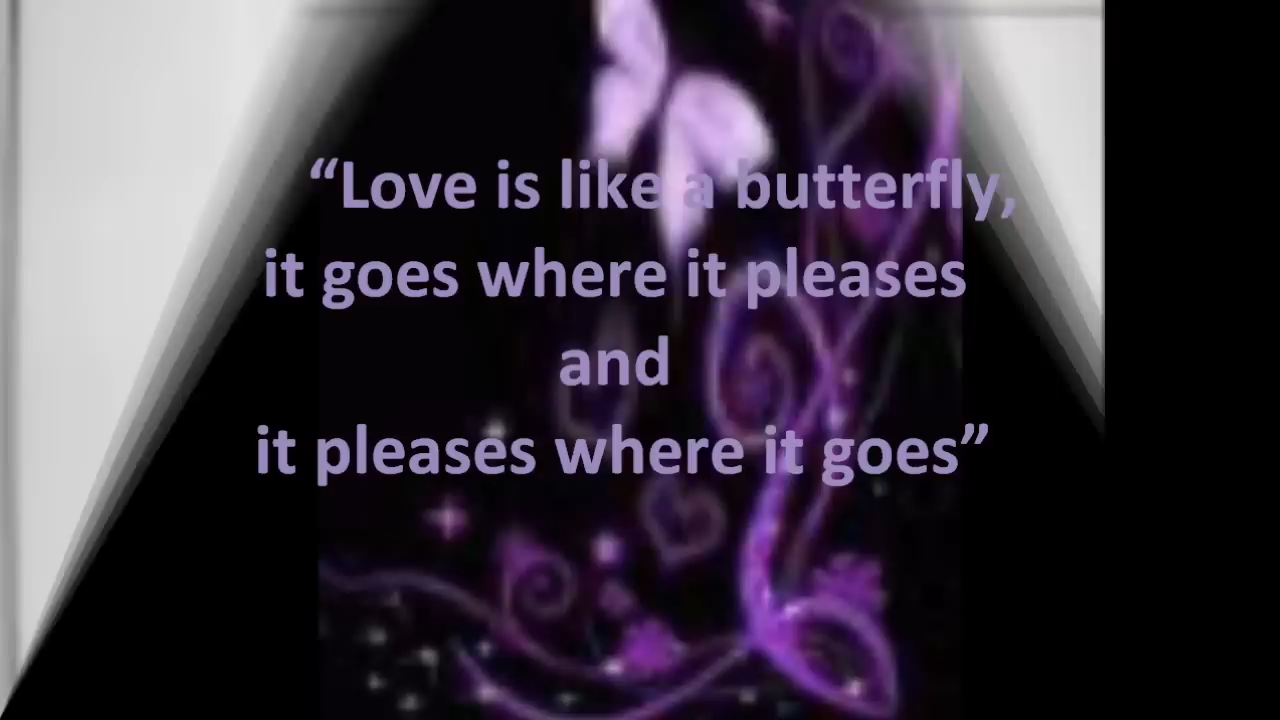 “Love is like a butterfly,
it goes where it pleases
and
it pleases where it goes”